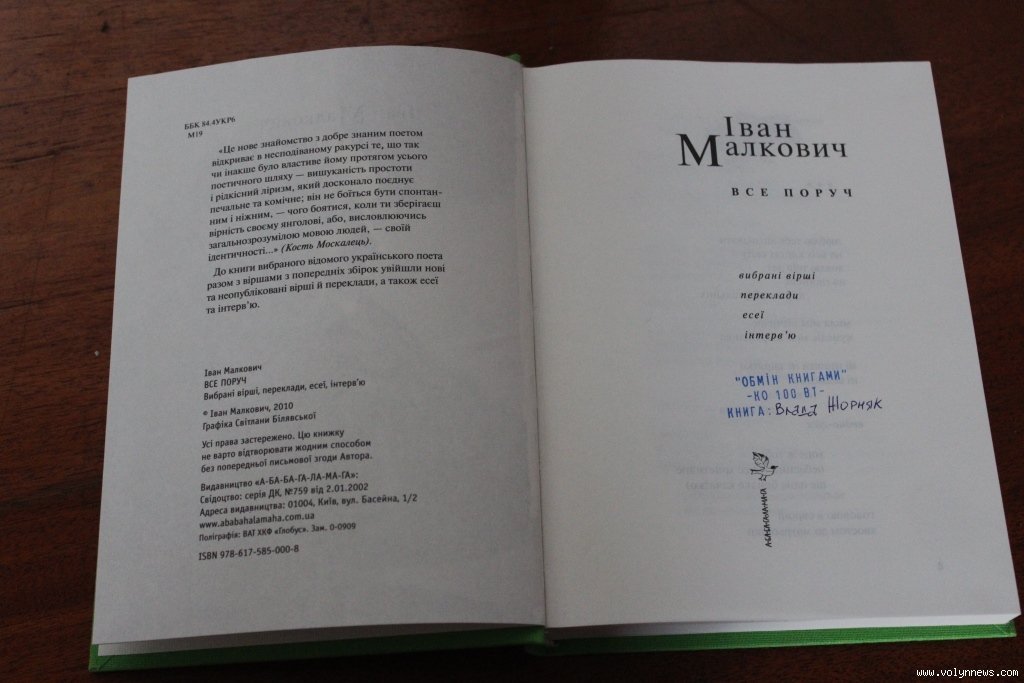 ББК 84.4УКР6
М19
«Це нове знайомство з добре знаним поетом
відкриває в несподіваному ракурсі те, що так
чи інакше було властиве йому протягом усього
поетичного шляху — вишуканість простоти
і рідкісний ліризм, який досконало поєднує
печальне та комічне; він не боїться бути спонтан-
ним і ніжним, — чого боятися, коли ти зберігаєш
вірність своєму янголові, або, висловлюючись
загальнозрозумілою мовою людей, — своїй
ідентичності...» (Кость Москалець).
До книги вибраного відомого українського поета
разом з віршами з попередніх збірок увійшли нові
та неопубліковані вірші й переклади, а також есеї
та інтерв’ю.
Іван Малкович
ВСЕ ПОРУЧ
Вибрані вірші, переклади, есеї, інтерв’ю
© Іван Малкович, 2010
Графіка Світлани Білявської
Усі права застережено. Цю книжку
не варто відтворювати жодним способом
без попередньої письмової згоди Автора.
Видавництво «А-БА-БА-ГА-ЛА-МА-ГА»:
Свідоцтво: серія ДК, №759 від 2.01.2002
Адреса видавництва: 01004, Київ, вул. Басейна, 1/2
www.ababahalamaha.com.ua
Поліграфія: ВАТ ХКФ «Глобус». Зам. 0-0909
ISBN 978-617-585-000-8
Іван
Малкович
ВСЕ ПОРУЧ
вибрані вірші
переклади
есеї
інтерв’ю
"ОБМІН КНИГАМИ"
-КО 100 ВТ-
КНИГА: Влада Жорняк
А-БА-БА-ГА-ЛА-МА-ГА
www.volynnews.com